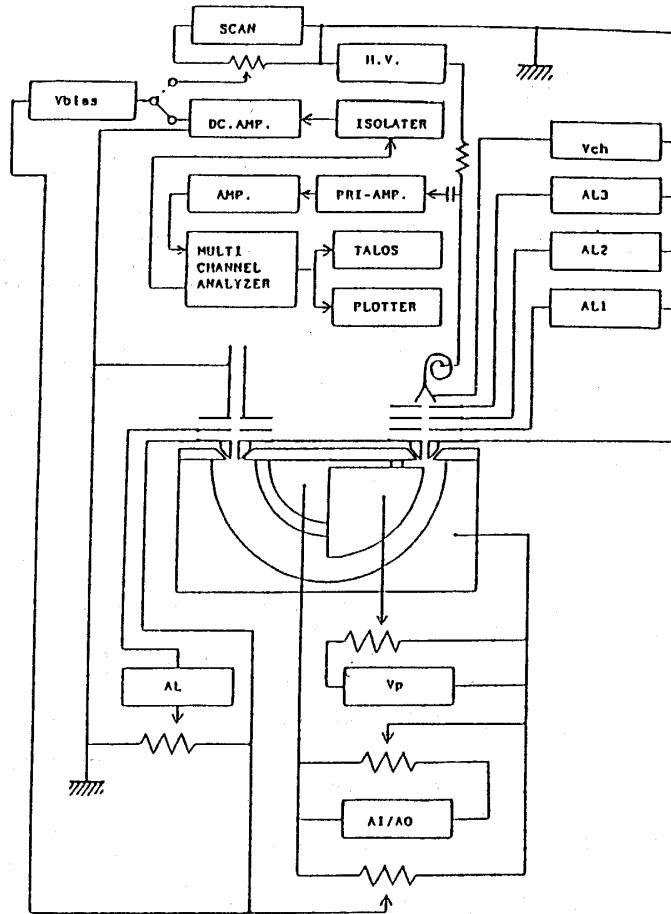 SCAN
H.V.
Vbias
DC.AMP.
ISOLATER
Vch
AMP.
PRI-AMP.
AL3
MULTI
CHANNEL
ANALYZER
TALOS
AL2
PLOTTER
AL1
AL
Vp
AI/AO